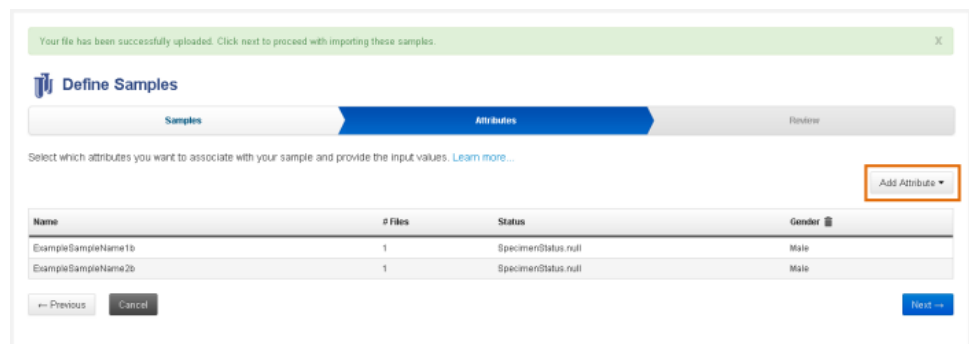 Your file has been successfully uploaded. Click next to proceed with importing these samples. X
Define Samples
Samples Attributes Review
Select which attributes you want to associate with your sample and provide the input values. Learn more...
Add Attribute
Name # Files Status Gender
ExampleSampleName1b 1 SpecimenStatus.null Male
ExampleSampleName2b 1 SpecimenStatus.null Male
← Previous Cancel Next →